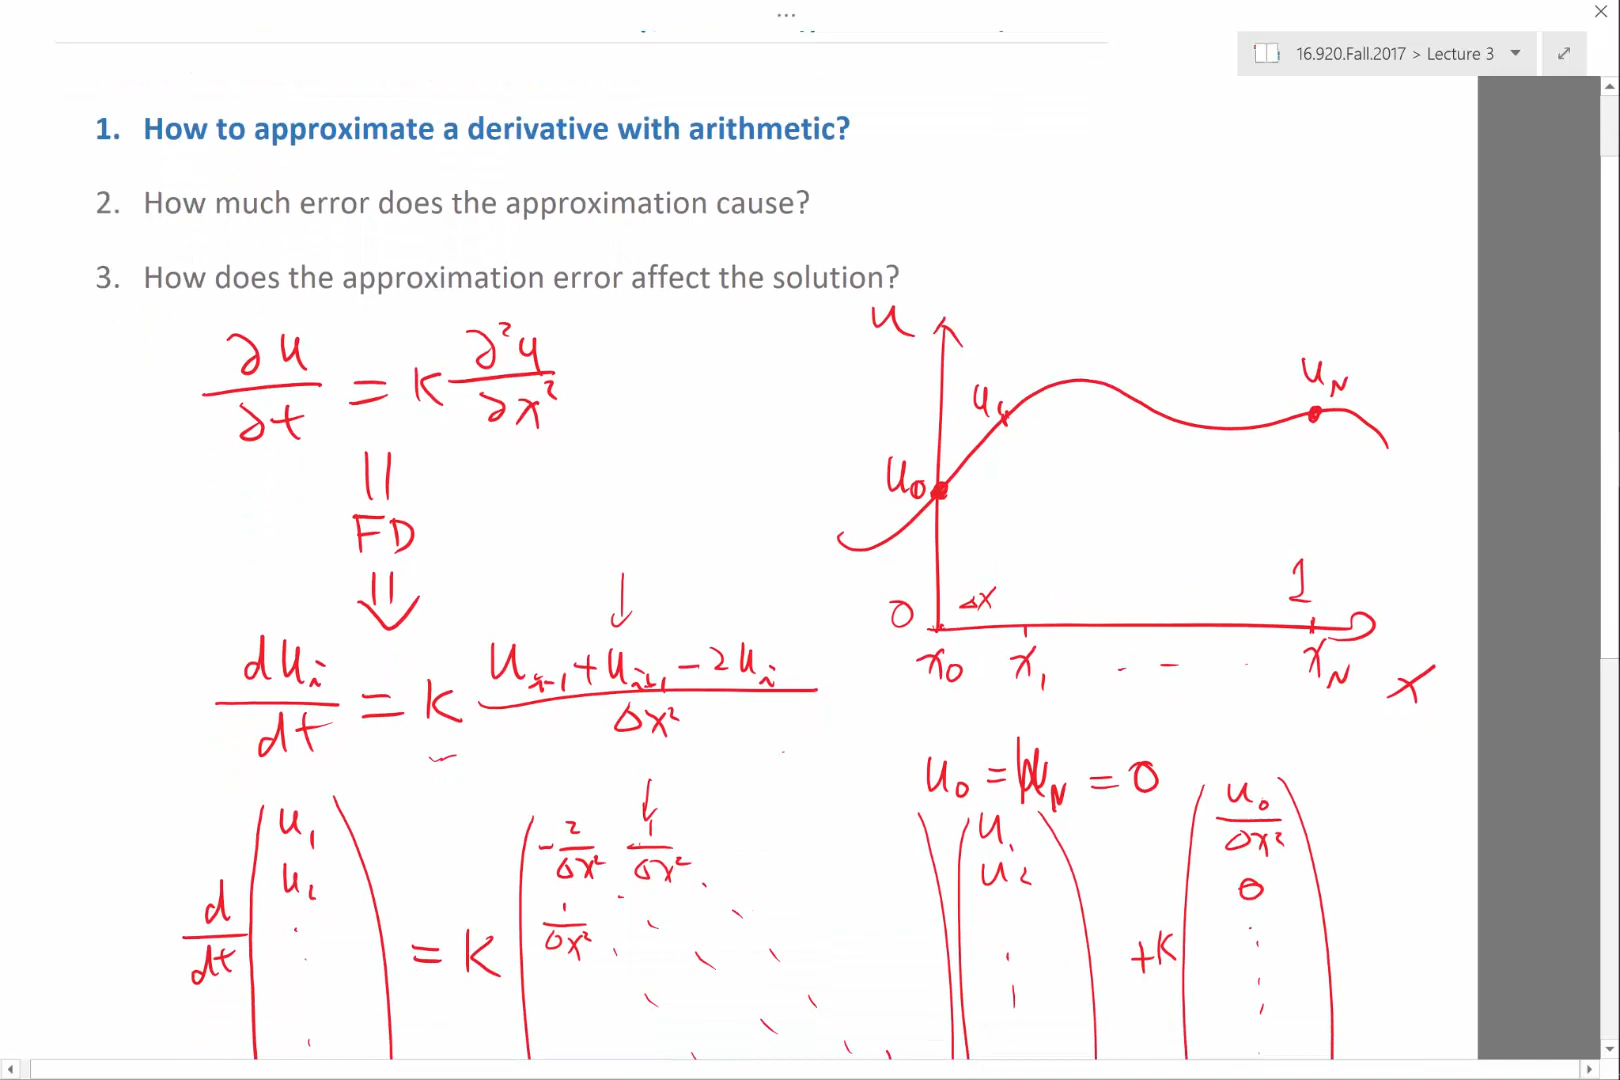 16.920.Fall.2017 > Lecture 3
1. How to approximate a derivative with arithmetic?
2. How much error does the approximation cause?
3. How does the approximation error affect the solution?
∂u/∂t = K ∂²u/∂x²
FD
du_i/dt = K (u_{i-1} + u_{i+1} - 2u_i)/Δx²
u
u_0
u_1
u_N
0 Δx 1
x_0 x_1 - - · x_N x
u_0 = u_N = 0
d/dt (u_1 u_2 ⋮ = K (-2/Δx² 1/Δx² 1/Δx² ⋱ (u_1 u_2 ⋮ + K (u_0/Δx² 0 ⋮